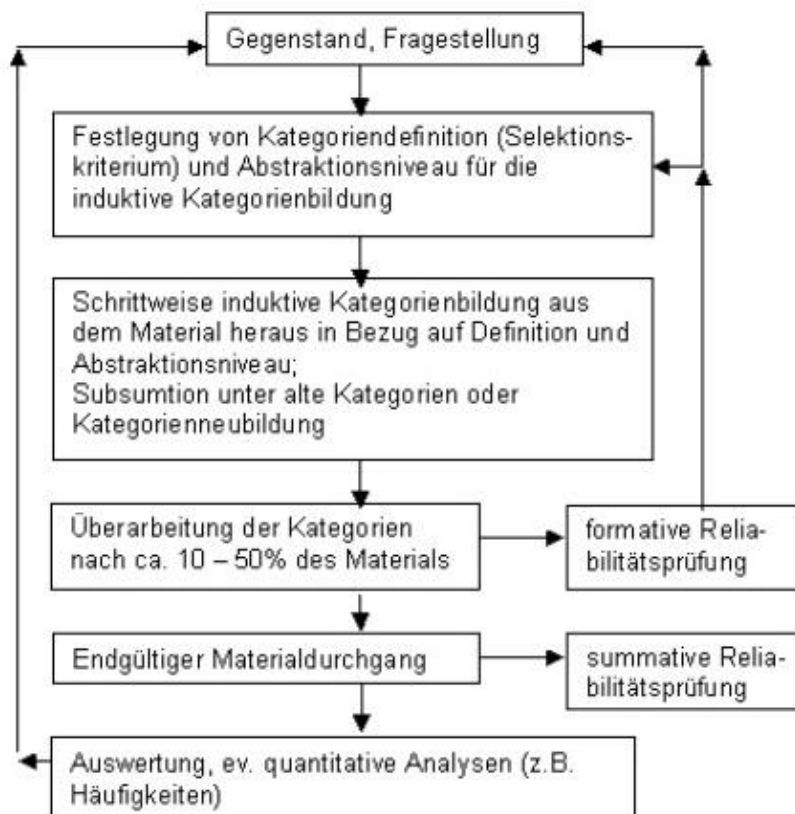 Gegenstand, Fragestellung
Festlegung von Kategoriendefinition (Selektions-
kriterium) und Abstraktionsniveau für die
induktive Kategorienbildung
Schrittweise induktive Kategorienbildung aus
dem Material heraus in Bezug auf Definition und
Abstraktionsniveau;
Subsumtion unter alte Kategorien oder
Kategorienneubildung
Überarbeitung der Kategorien
nach ca. 10 – 50% des Materials
formative Relia-
bilitätsprüfung
Endgültiger Materialdurchgang
summative Relia-
bilitätsprüfung
Auswertung, ev. quantitative Analysen (z.B.
Häufigkeiten)